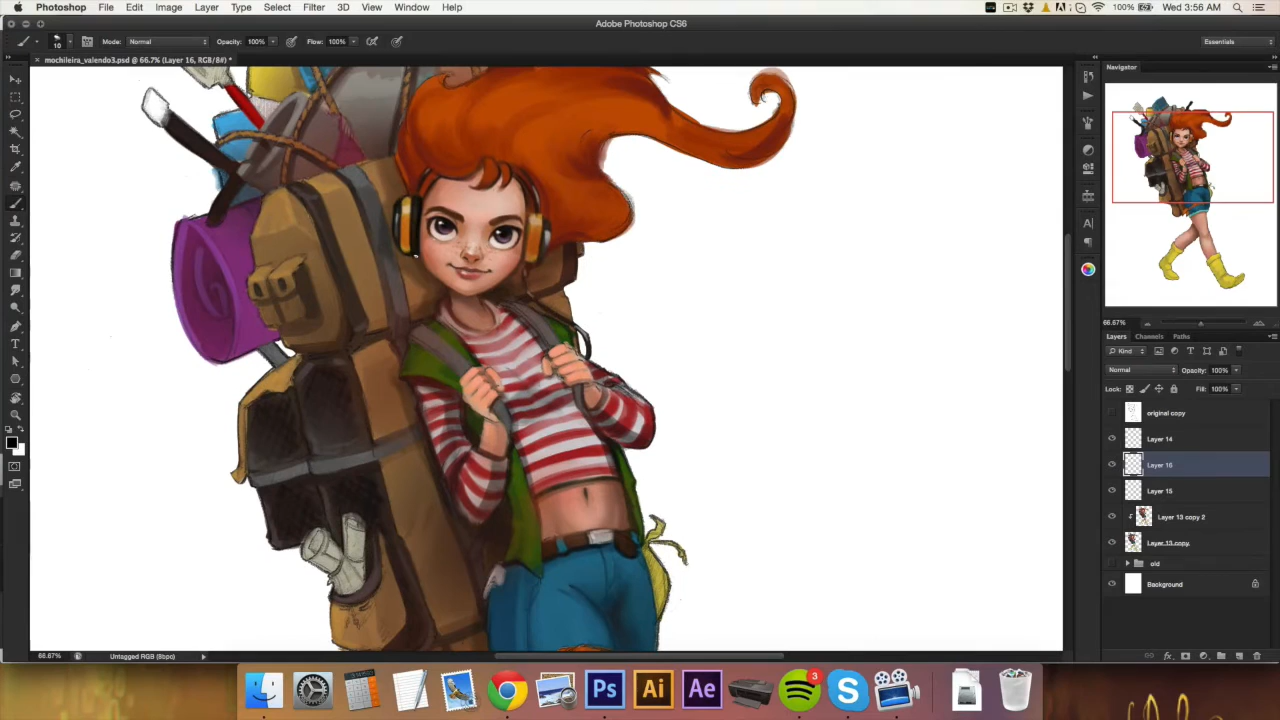 Photoshop File Edit Image Layer Type Select Filter 3D View Window Help 100% Wed 3:56 AM
Adobe Photoshop CS6
10 Mode: Normal Opacity: 100% Flow: 100% Essentials
mochileira_valendo3.psd @ 66.7% (Layer 16, RGB/8#) *
Navigator
66.67%
Layers Channels Paths
Kind
Normal Opacity: 100%
Lock: Fill: 100%
original copy
Layer 14
Layer 16
Layer 15
Layer 13 copy 2
Layer 13 copy
old
Background
66.67% Untagged RGB (8bpc)
Ps Ai Ae 3